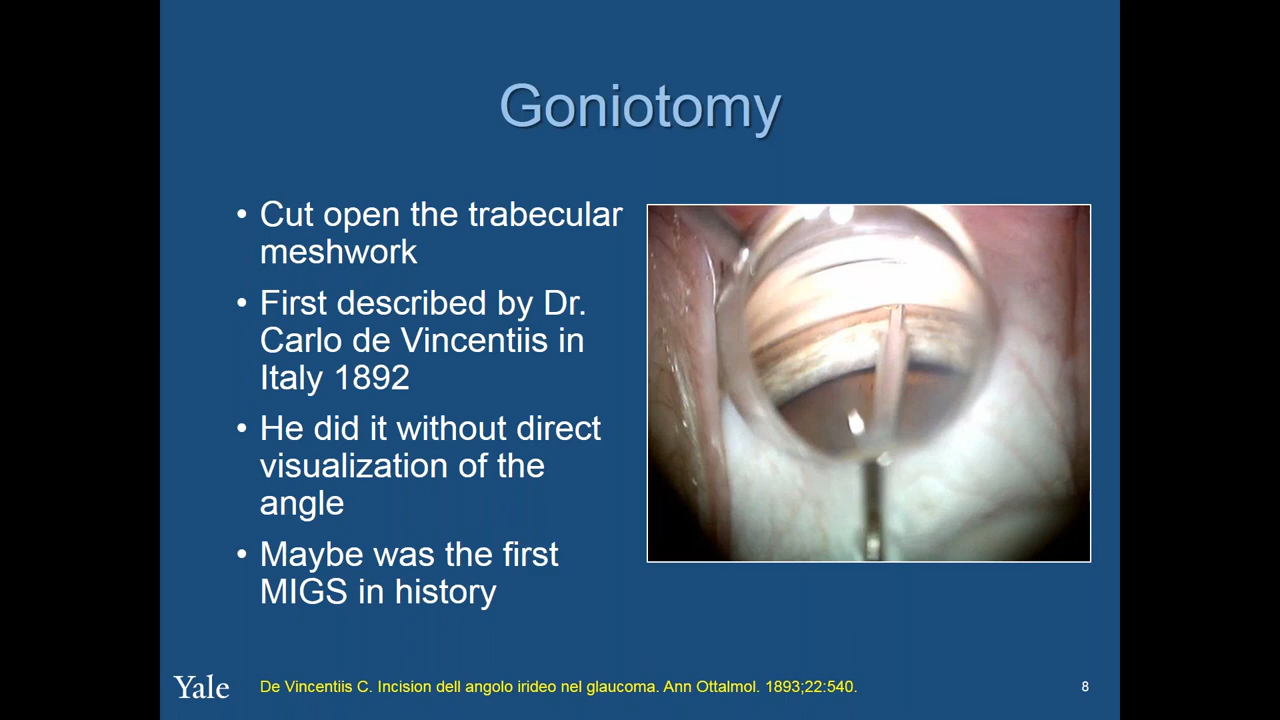 Goniotomy
• Cut open the trabecular
meshwork
• First described by Dr.
Carlo de Vincentiis in
Italy 1892
• He did it without direct
visualization of the
angle
• Maybe was the first
MIGS in history
Yale
De Vincentiis C. Incision dell angolo irideo nel glaucoma. Ann Ottalmol. 1893;22:540.
8